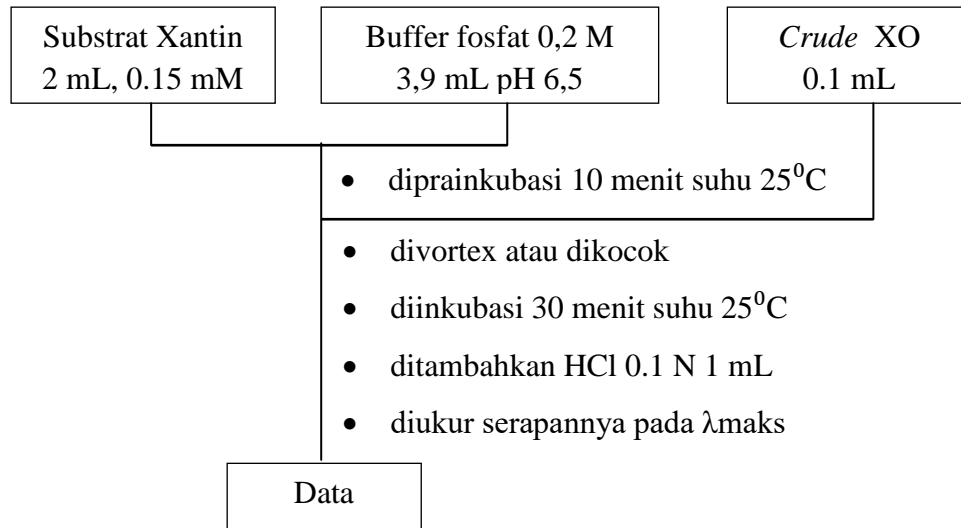 Substrat Xantin
2 mL, 0.15 mM
Buffer fosfat 0,2 M
3,9 mL pH 6,5
Crude XO
0.1 mL
• diprainkubasi 10 menit suhu 25⁰C
• divortex atau dikocok
• diinkubasi 30 menit suhu 25⁰C
• ditambahkan HCl 0.1 N 1 mL
• diukur serapannya pada λmaks
Data